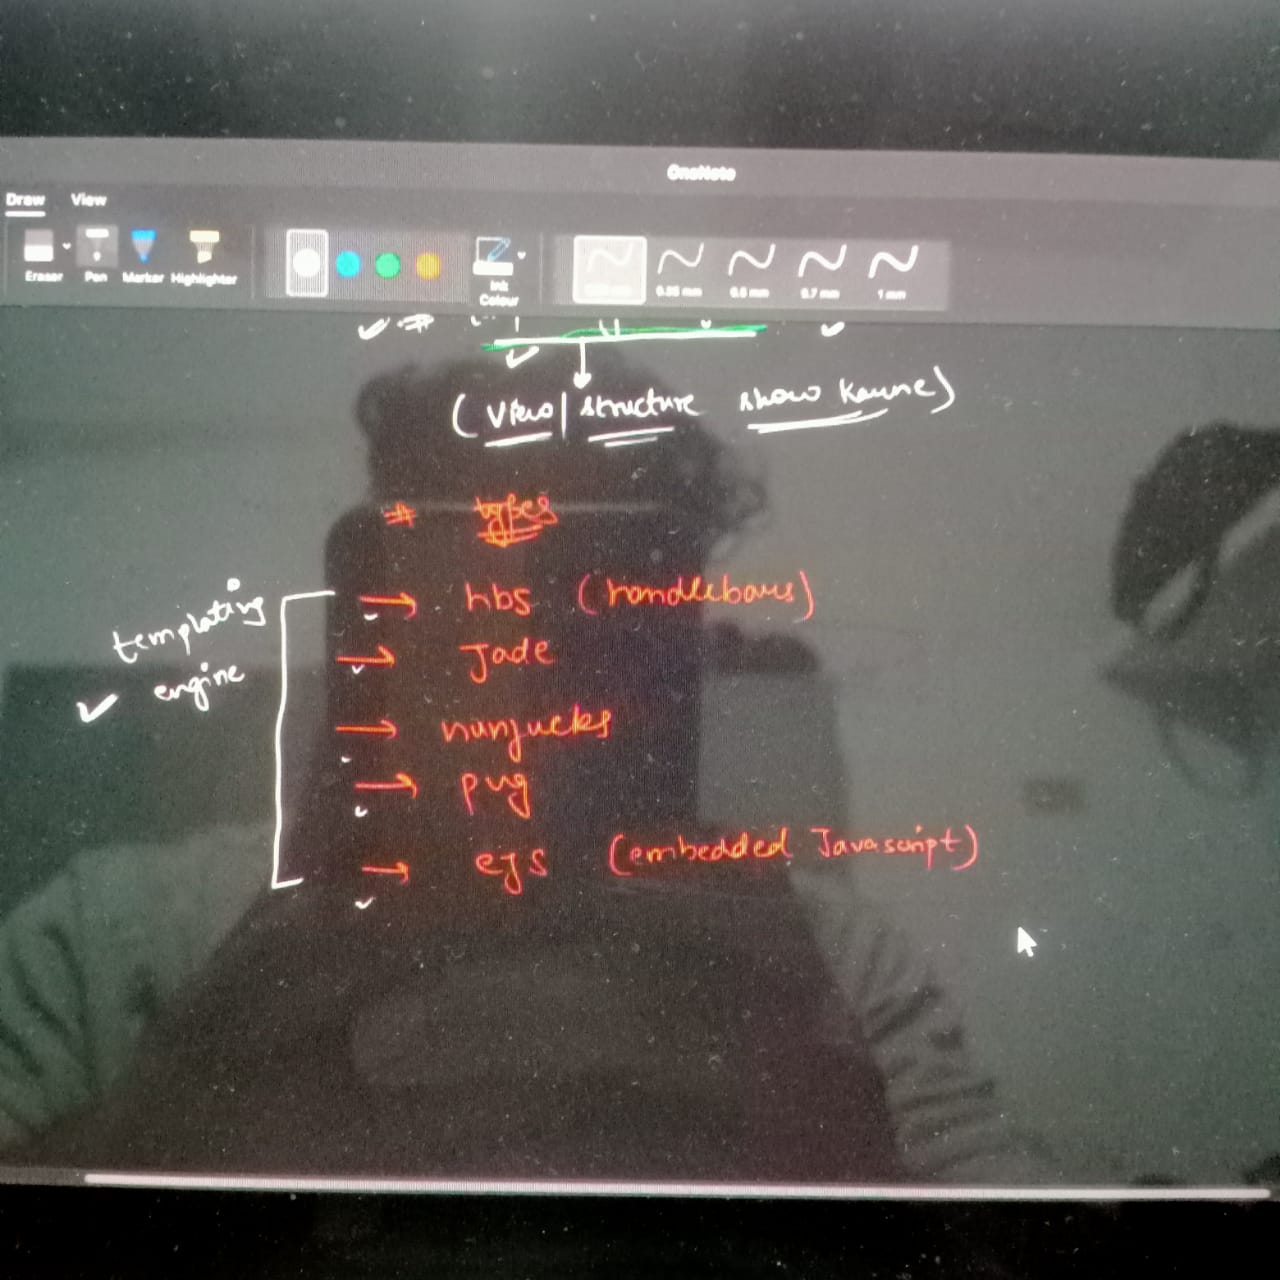 OneNote
Draw View
Eraser Pen Marker Highlighter Ink Colour 0.35 mm 0.5 mm 0.7 mm 1 mm
(View| structure show karne)
# types
templating engine
→ hbs (handlebars)
→ Jade
→ nunjucks
→ pug
→ ejs (embedded Javascript)